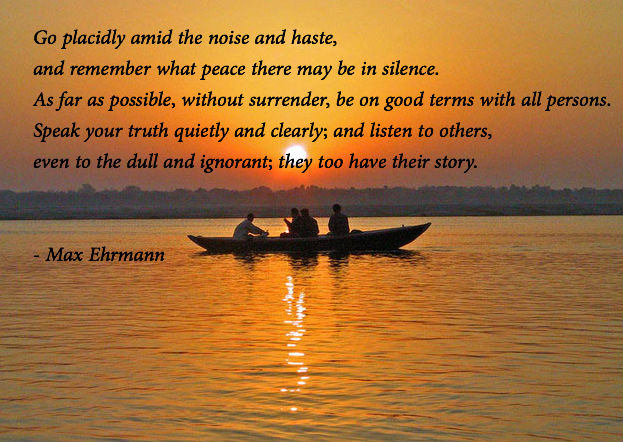 Go placidly amid the noise and haste,
and remember what peace there may be in silence.
As far as possible, without surrender, be on good terms with all persons.
Speak your truth quietly and clearly; and listen to others,
even to the dull and ignorant; they too have their story.
- Max Ehrmann